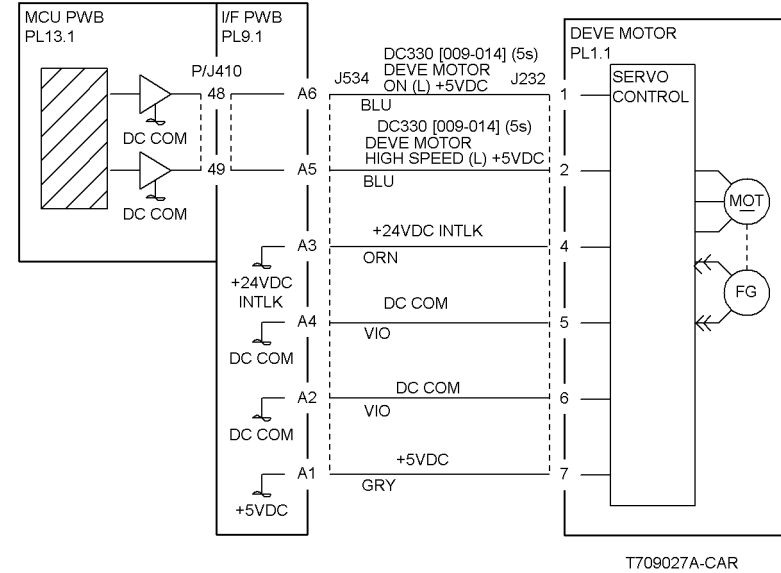 MCU PWB
PL13.1
I/F PWB
PL9.1
DEVE MOTOR
PL1.1
P/J410
J534
DC330 [009-014] (5s)
DEVE MOTOR
ON (L) +5VDC
J232
SERVO
CONTROL
48
A6
BLU
1
DC COM
DC330 [009-014] (5s)
DEVE MOTOR
HIGH SPEED (L) +5VDC
49
A5
BLU
2
DC COM
MOT
+24VDC INTLK
A3
ORN
4
+24VDC
INTLK
FG
DC COM
A4
VIO
5
DC COM
DC COM
A2
VIO
6
DC COM
+5VDC
A1
GRY
7
+5VDC
T709027A-CAR